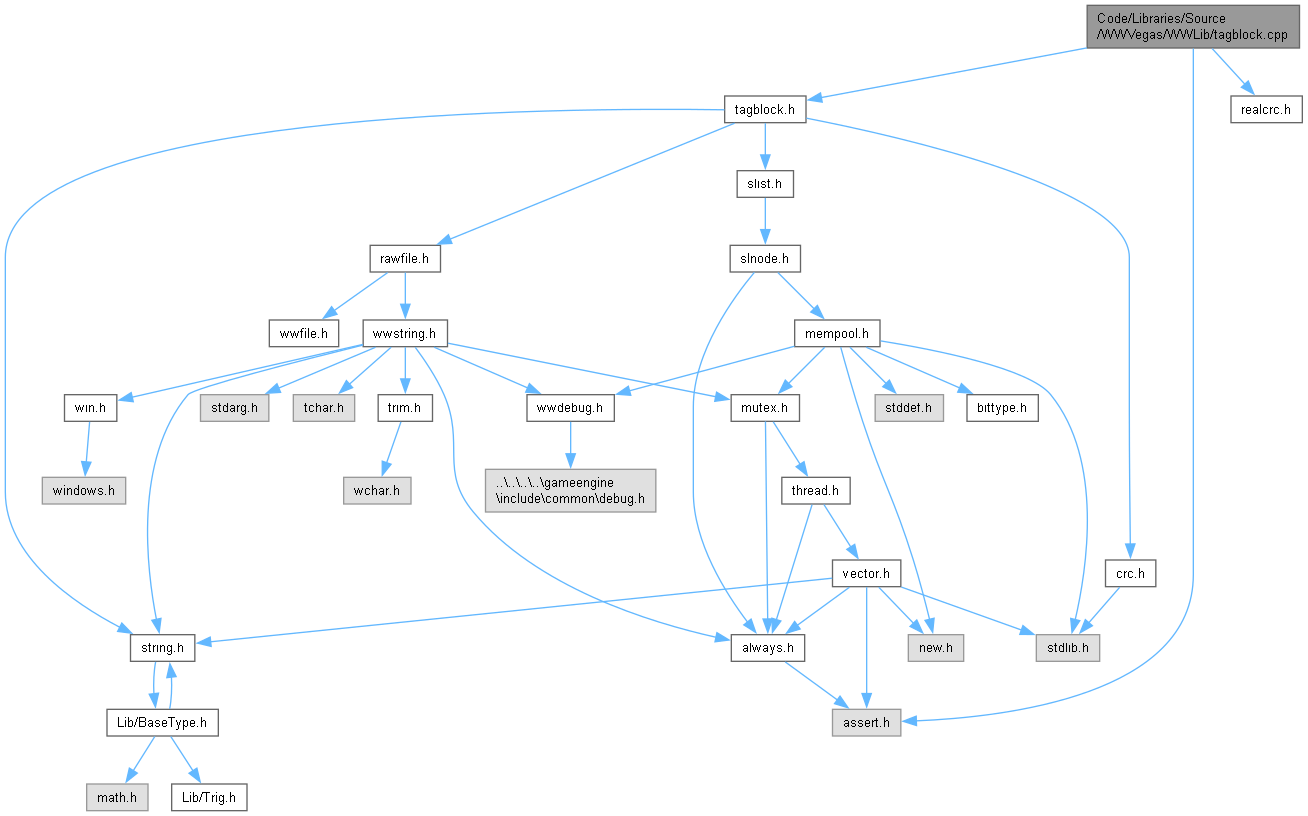 Code/Libraries/Source
/WWVegas/WWLib/tagblock.cpp
tagblock.h
realcrc.h
slist.h
rawfile.h
slnode.h
wwfile.h
wwstring.h
mempool.h
win.h
stdarg.h
tchar.h
trim.h
wwdebug.h
mutex.h
stddef.h
bittype.h
windows.h
wchar.h
..\..\..\..\gameengine
\include\common\debug.h
thread.h
vector.h
crc.h
string.h
always.h
new.h
stdlib.h
Lib/BaseType.h
assert.h
math.h
Lib/Trig.h